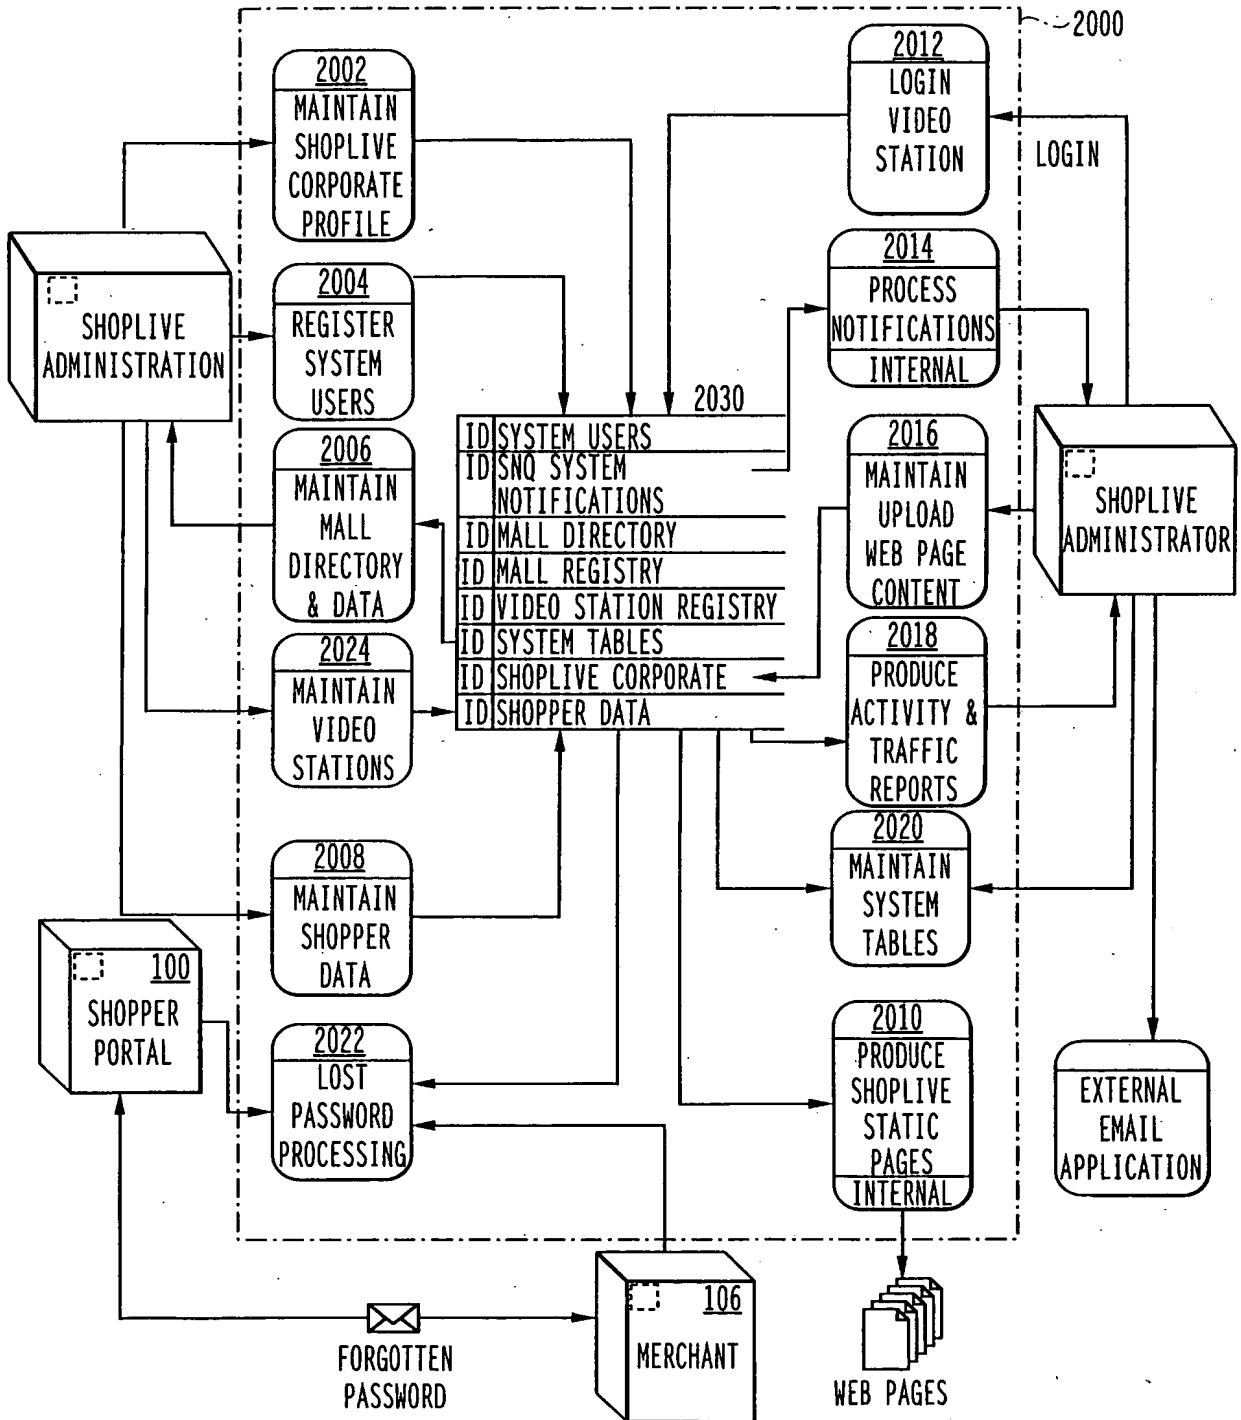 2000
2002
MAINTAIN
SHOPLIVE
CORPORATE
PROFILE
2012
LOGIN
VIDEO
STATION
LOGIN
SHOPLIVE
ADMINISTRATION
2004
REGISTER
SYSTEM
USERS
2014
PROCESS
NOTIFICATIONS
INTERNAL
2006
MAINTAIN
MALL
DIRECTORY
& DATA
2030
ID SYSTEM USERS
ID SNQ SYSTEM
NOTIFICATIONS
ID MALL DIRECTORY
ID MALL REGISTRY
ID VIDEO STATION REGISTRY
ID SYSTEM TABLES
ID SHOPLIVE CORPORATE
ID SHOPPER DATA
2016
MAINTAIN
UPLOAD
WEB PAGE
CONTENT
SHOPLIVE
ADMINISTRATOR
2024
MAINTAIN
VIDEO
STATIONS
2018
PRODUCE
ACTIVITY &
TRAFFIC
REPORTS
2008
MAINTAIN
SHOPPER
DATA
2020
MAINTAIN
SYSTEM
TABLES
100
SHOPPER
PORTAL
2022
LOST
PASSWORD
PROCESSING
2010
PRODUCE
SHOPLIVE
STATIC
PAGES
INTERNAL
EXTERNAL
EMAIL
APPLICATION
FORGOTTEN
PASSWORD
106
MERCHANT
WEB PAGES